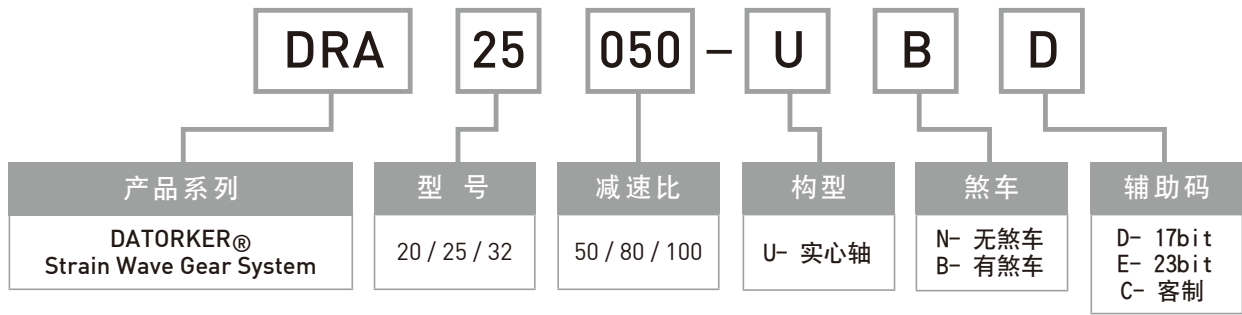 DRA 25 050 - U B D
产品系列 型 号 减速比 构型 煞车 辅助码
DATORKER®
Strain Wave Gear System
20 / 25 / 32
50 / 80 / 100
U- 实心轴
N- 无煞车
B- 有煞车
D- 17bit
E- 23bit
C- 客制